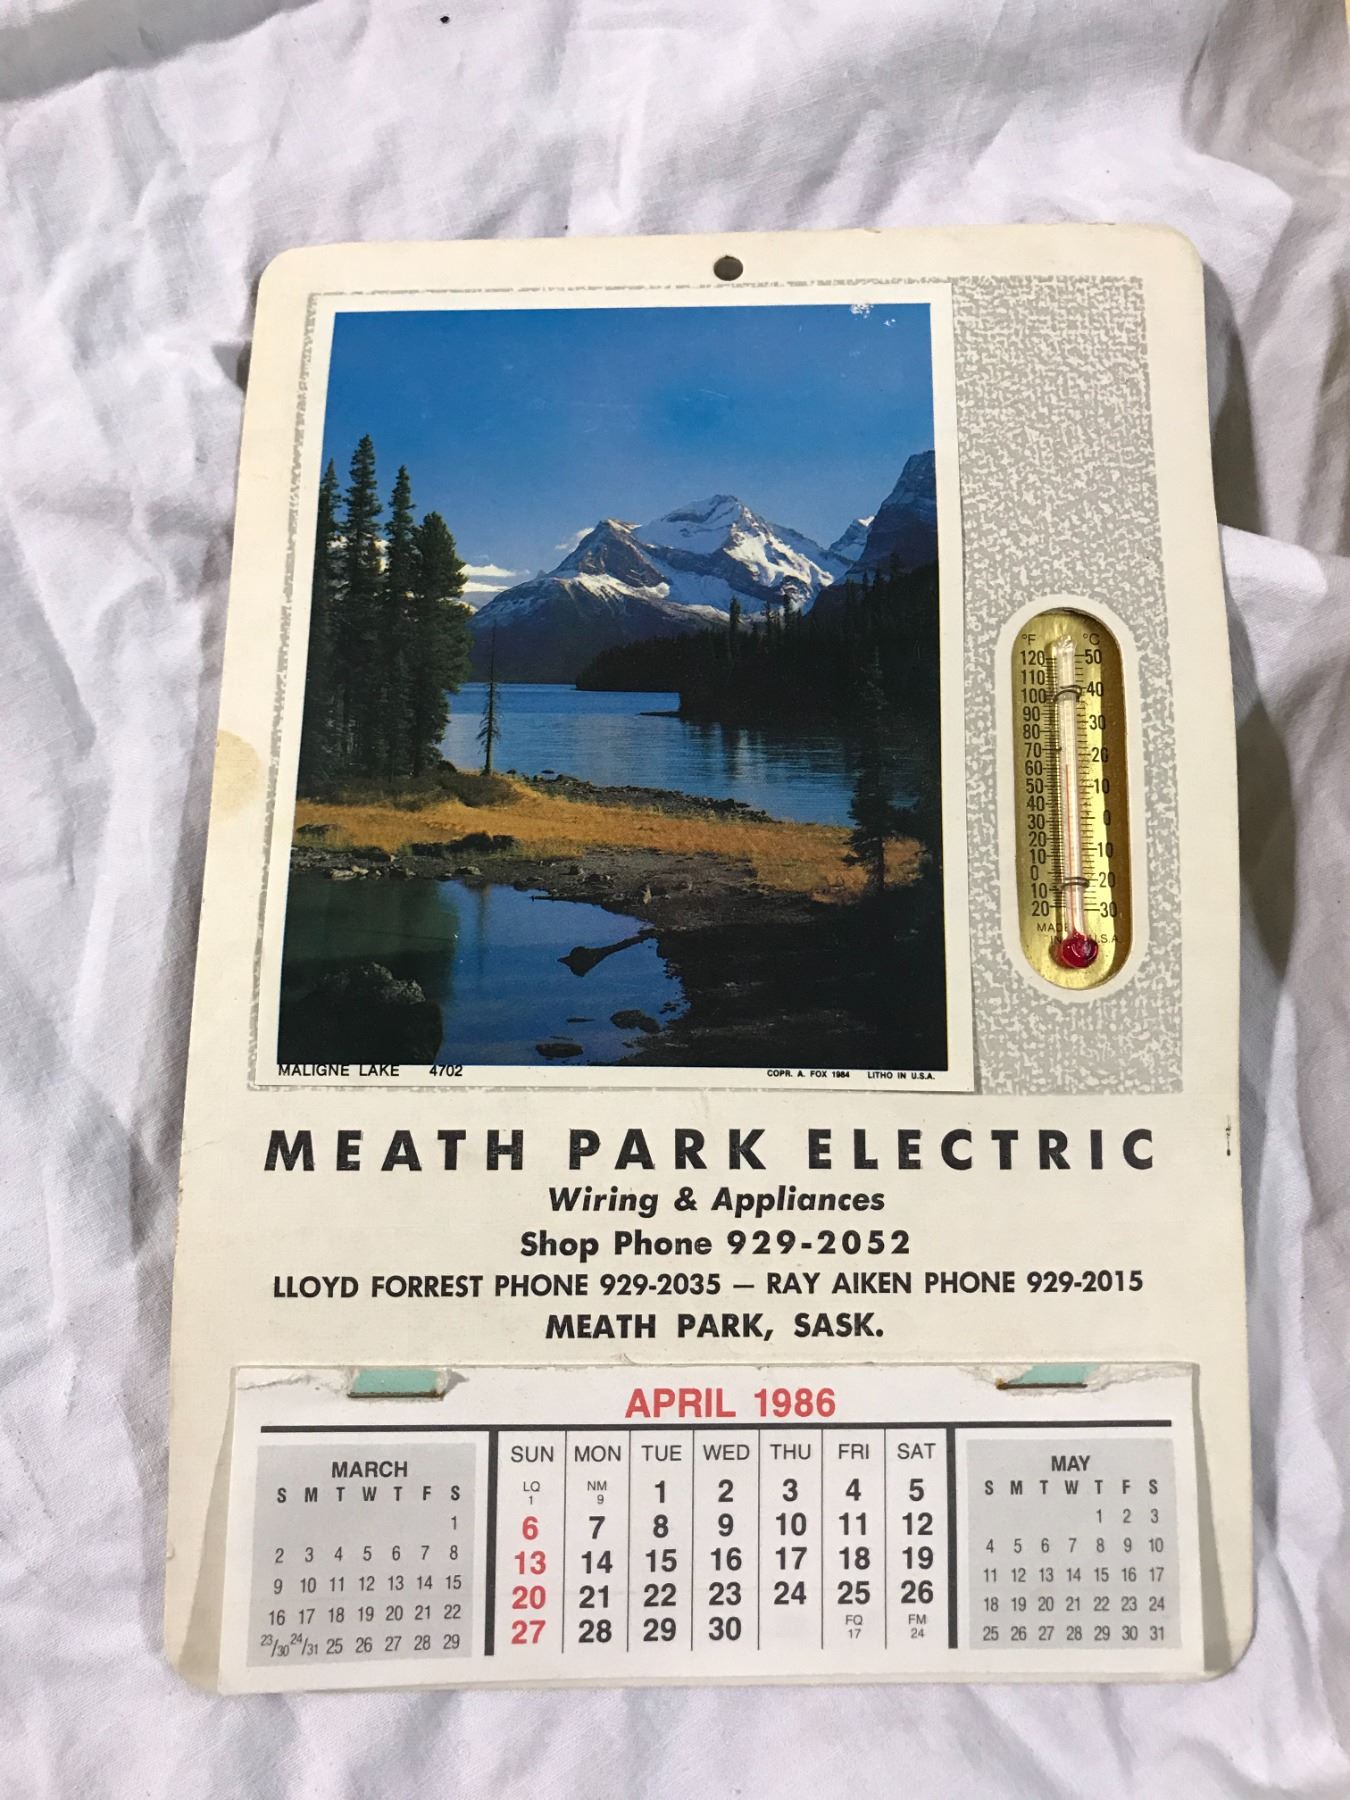 °F °C
120 50
110
100 40
90
80 30
70
60 20
50 10
40
30 0
20
10 10
0
10 20
20 30
MADE
IN U.S.A.
MALIGNE LAKE 4702 COPR. A. FOX 1984 LITHO IN U.S.A.
MEATH PARK ELECTRIC
Wiring & Appliances
Shop Phone 929-2052
LLOYD FORREST PHONE 929-2035 — RAY AIKEN PHONE 929-2015
MEATH PARK, SASK.
APRIL 1986
MARCH
S M T W T F S
1
2 3 4 5 6 7 8
9 10 11 12 13 14 15
16 17 18 19 20 21 22
23/30 24/31 25 26 27 28 29
SUN MON TUE WED THU FRI SAT
LQ 1 NM 9 1 2 3 4 5
6 7 8 9 10 11 12
13 14 15 16 17 18 19
20 21 22 23 24 25 26
27 28 29 30 FQ 17 FM 24
MAY
S M T W T F S
1 2 3
4 5 6 7 8 9 10
11 12 13 14 15 16 17
18 19 20 21 22 23 24
25 26 27 28 29 30 31